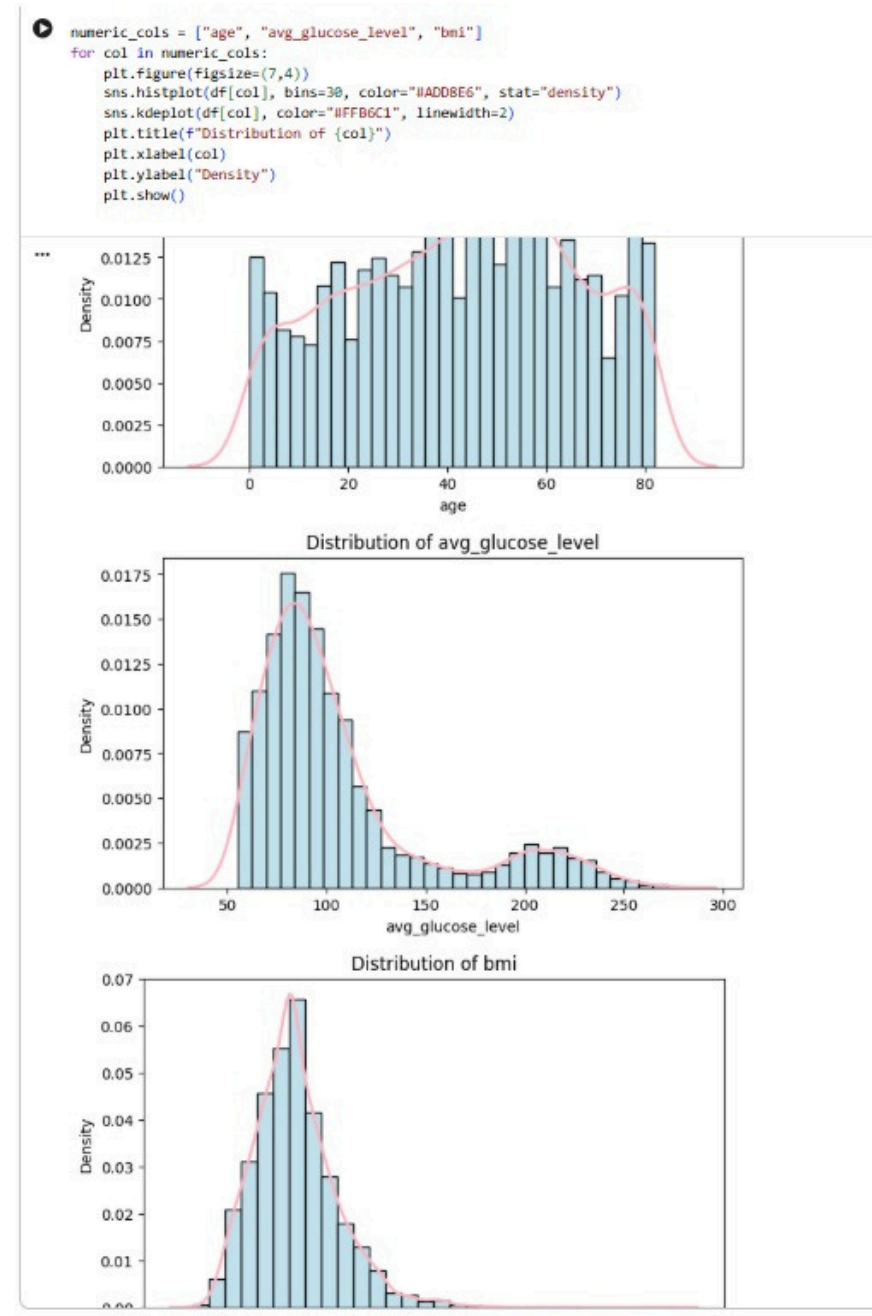 numeric_cols = ["age", "avg_glucose_level", "bmi"]
for col in numeric_cols:
    plt.figure(figsize=(7,4))
    sns.histplot(df[col], bins=30, color="#ADD8E6", stat="density")
    sns.kdeplot(df[col], color="#FFB6C1", linewidth=2)
    plt.title(f"Distribution of {col}")
    plt.xlabel(col)
    plt.ylabel("Density")
    plt.show()
...
0.0125
0.0100
0.0075
0.0050
0.0025
0.0000
Density
0 20 40 60 80
age
Distribution of avg_glucose_level
0.0175
0.0150
0.0125
0.0100
0.0075
0.0050
0.0025
0.0000
Density
50 100 150 200 250 300
avg_glucose_level
Distribution of bmi
0.07
0.06
0.05
0.04
0.03
0.02
0.01
Density